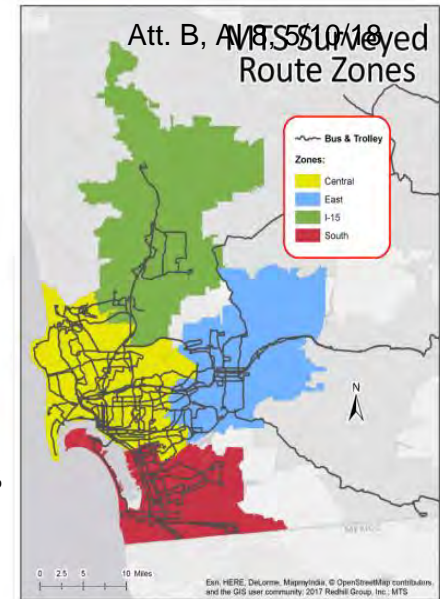 Att. B, AI 8, 5/10/18
MTS Surveyed
Route Zones
Bus & Trolley
Zones:
Central
East
I-15
South
N
MEXICO
0 2.5 5 10 Miles
Esri, HERE, DeLorme, MapmyIndia, © OpenStreetMap contributors,
and the GIS user community; 2017 Redhill Group, Inc.; MTS